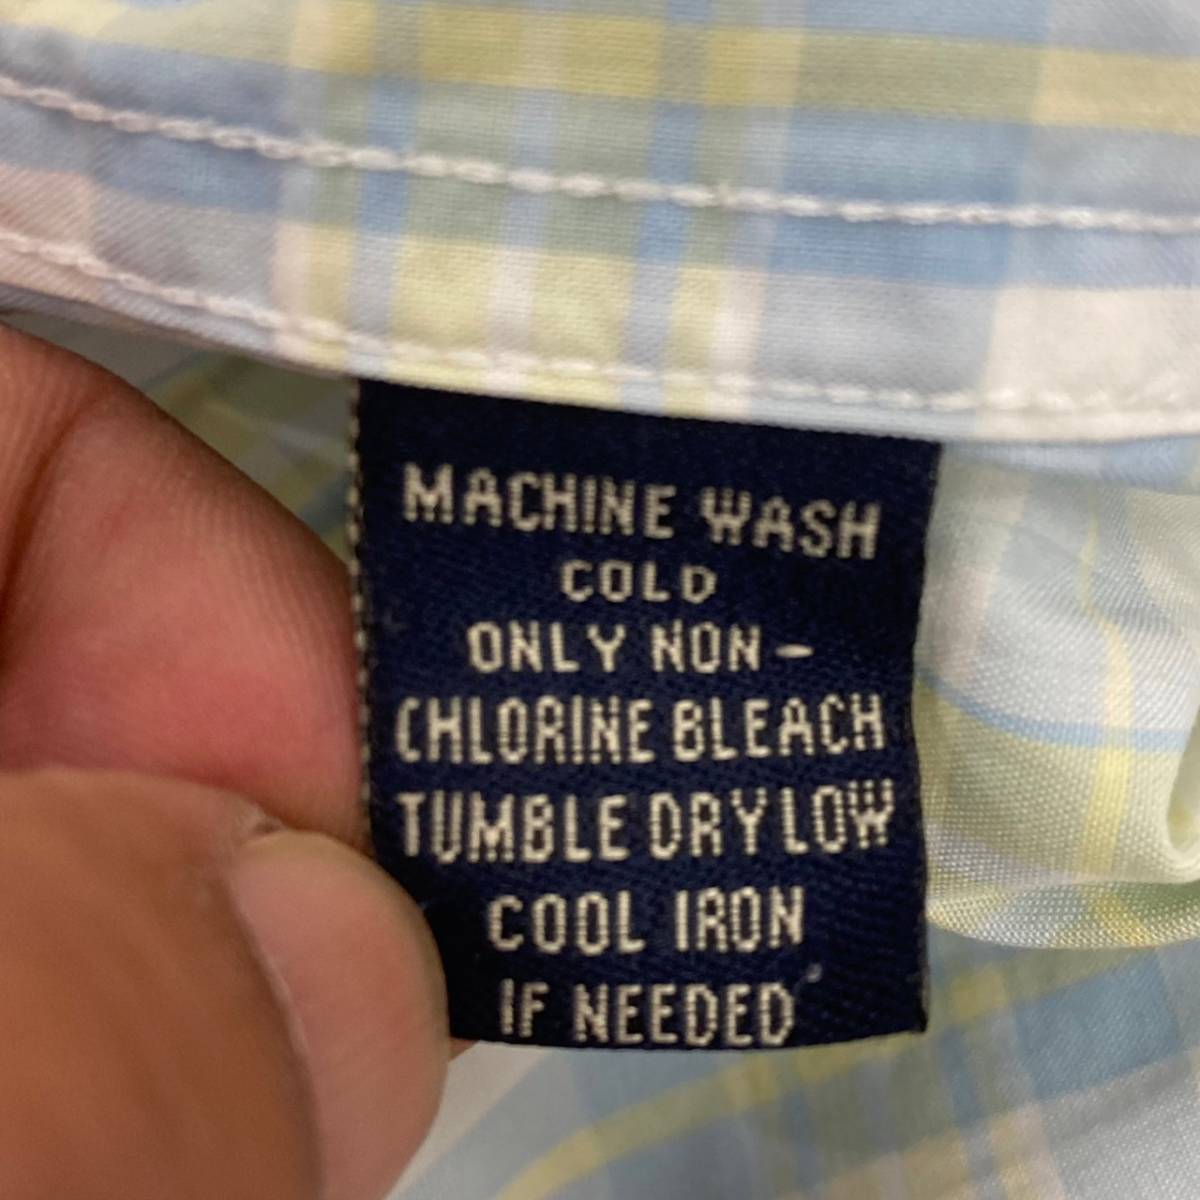 MACHINE WASH
COLD
ONLY NON-
CHLORINE BLEACH
TUMBLE DRY LOW
COOL IRON
IF NEEDED